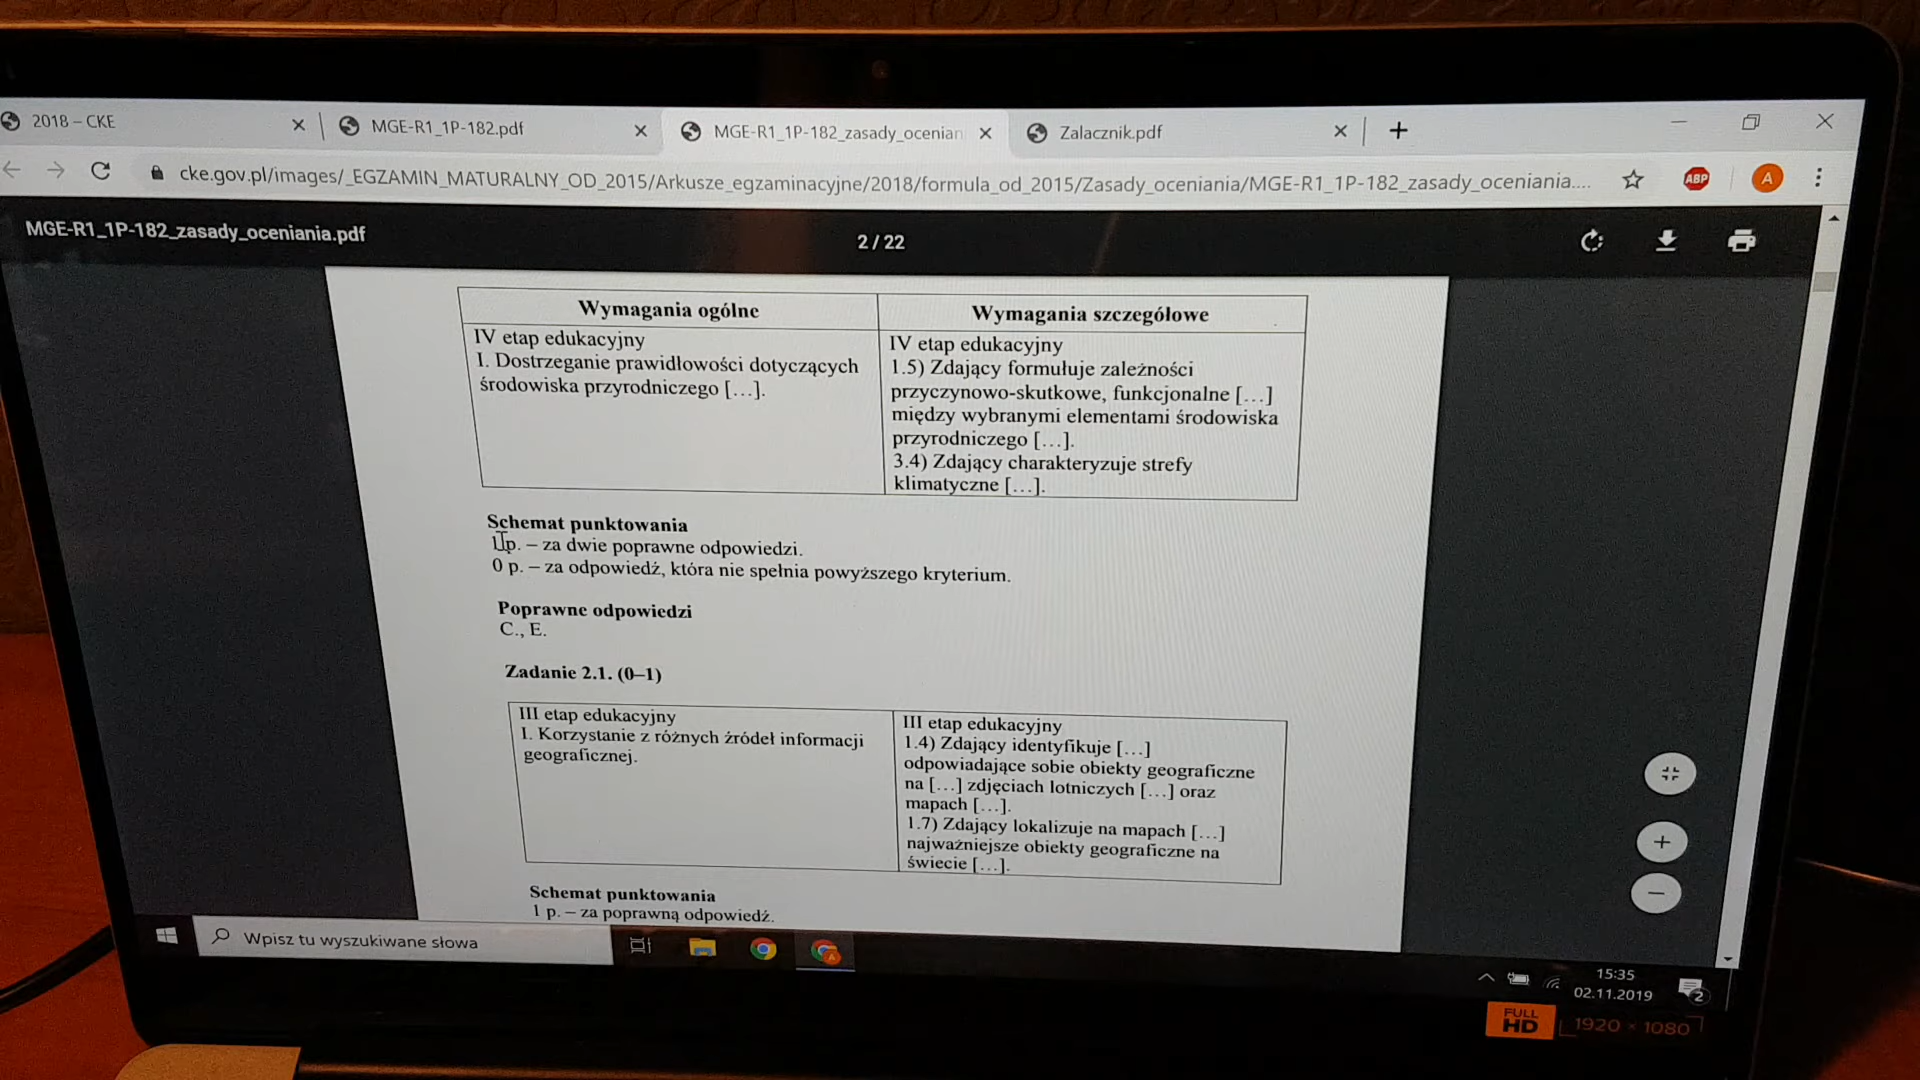 2018 – CKE
MGE-R1_1P-182.pdf
MGE-R1_1P-182_zasady_ocenian
Zalacznik.pdf
cke.gov.pl/images/_EGZAMIN_MATURALNY_OD_2015/Arkusze_egzaminacyjne/2018/formula_od_2015/Zasady_oceniania/MGE-R1_1P-182_zasady_oceniania....
ABP
A
MGE-R1_1P-182_zasady_oceniania.pdf
2 / 22
Wymagania ogólne
IV etap edukacyjny
I. Dostrzeganie prawidłowości dotyczących
środowiska przyrodniczego [...].
Wymagania szczegółowe
IV etap edukacyjny
1.5) Zdający formułuje zależności
przyczynowo-skutkowe, funkcjonalne [...]
między wybranymi elementami środowiska
przyrodniczego [...].
3.4) Zdający charakteryzuje strefy
klimatyczne [...].
Schemat punktowania
1 p. – za dwie poprawne odpowiedzi.
0 p. – za odpowiedź, która nie spełnia powyższego kryterium.
Poprawne odpowiedzi
C., E.
Zadanie 2.1. (0–1)
III etap edukacyjny
I. Korzystanie z różnych źródeł informacji
geograficznej.
III etap edukacyjny
1.4) Zdający identyfikuje [...]
odpowiadające sobie obiekty geograficzne
na [...] zdjęciach lotniczych [...] oraz
mapach [...].
1.7) Zdający lokalizuje na mapach [...]
najważniejsze obiekty geograficzne na
świecie [...].
Schemat punktowania
1 p. – za poprawną odpowiedź.
Wpisz tu wyszukiwane słowa
A
15:35
02.11.2019
2
FULL
HD
1920 × 1080